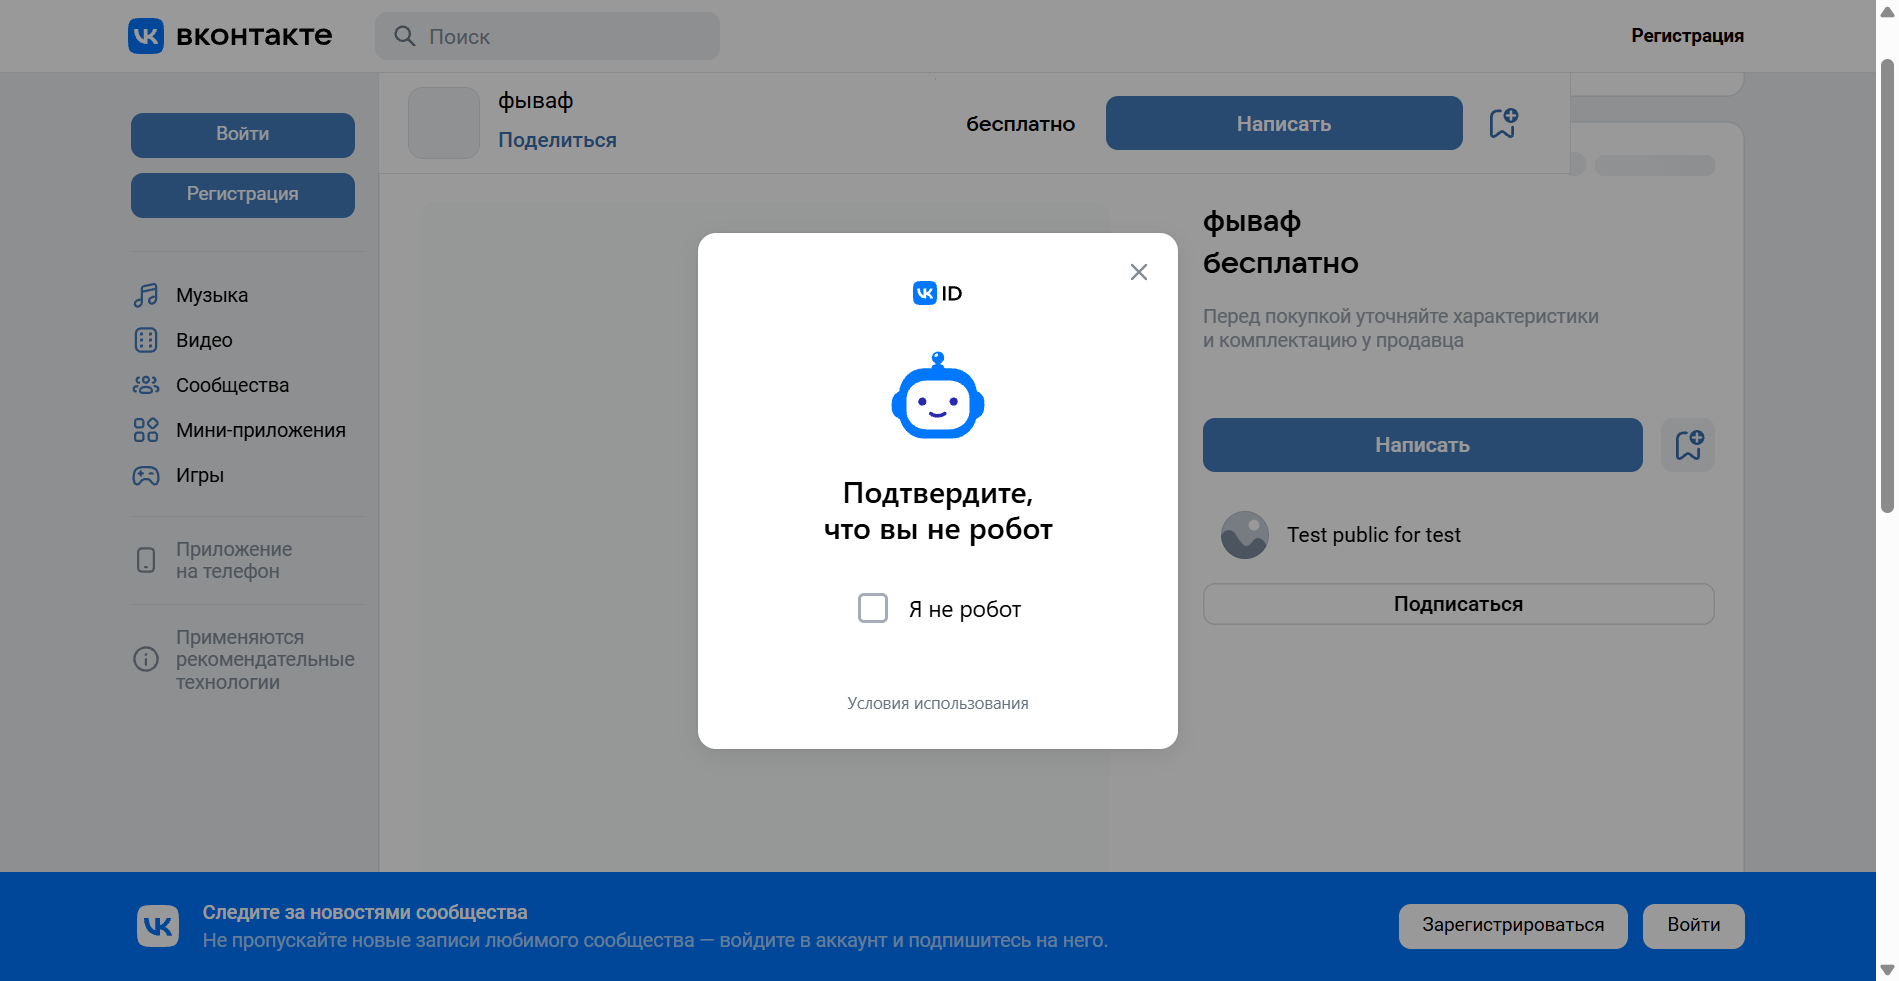 вконтакте
Поиск
Регистрация
Войти
Регистрация
Музыка
Видео
Сообщества
Мини-приложения
Игры
Приложение
на телефон
Применяются
рекомендательные
технологии
фываф
Поделиться
бесплатно
Написать
фываф
бесплатно
Перед покупкой уточняйте характеристики
и комплектацию у продавца
Написать
Test public for test
Подписаться
VK ID
Подтвердите,
что вы не робот
Я не робот
Условия использования
Следите за новостями сообщества
Не пропускайте новые записи любимого сообщества — войдите в аккаунт и подпишитесь на него.
Зарегистрироваться
Войти